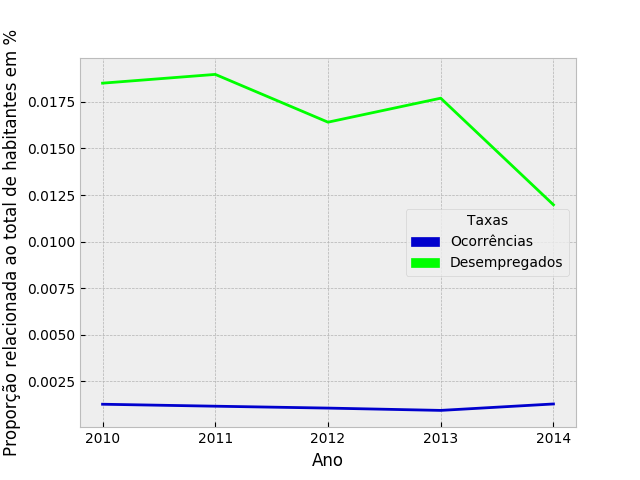 Proporção relacionada ao total de habitantes em %
0.0175
0.0150
0.0125
0.0100
0.0075
0.0050
0.0025
Taxas
Ocorrências
Desempregados
2010 2011 2012 2013 2014
Ano